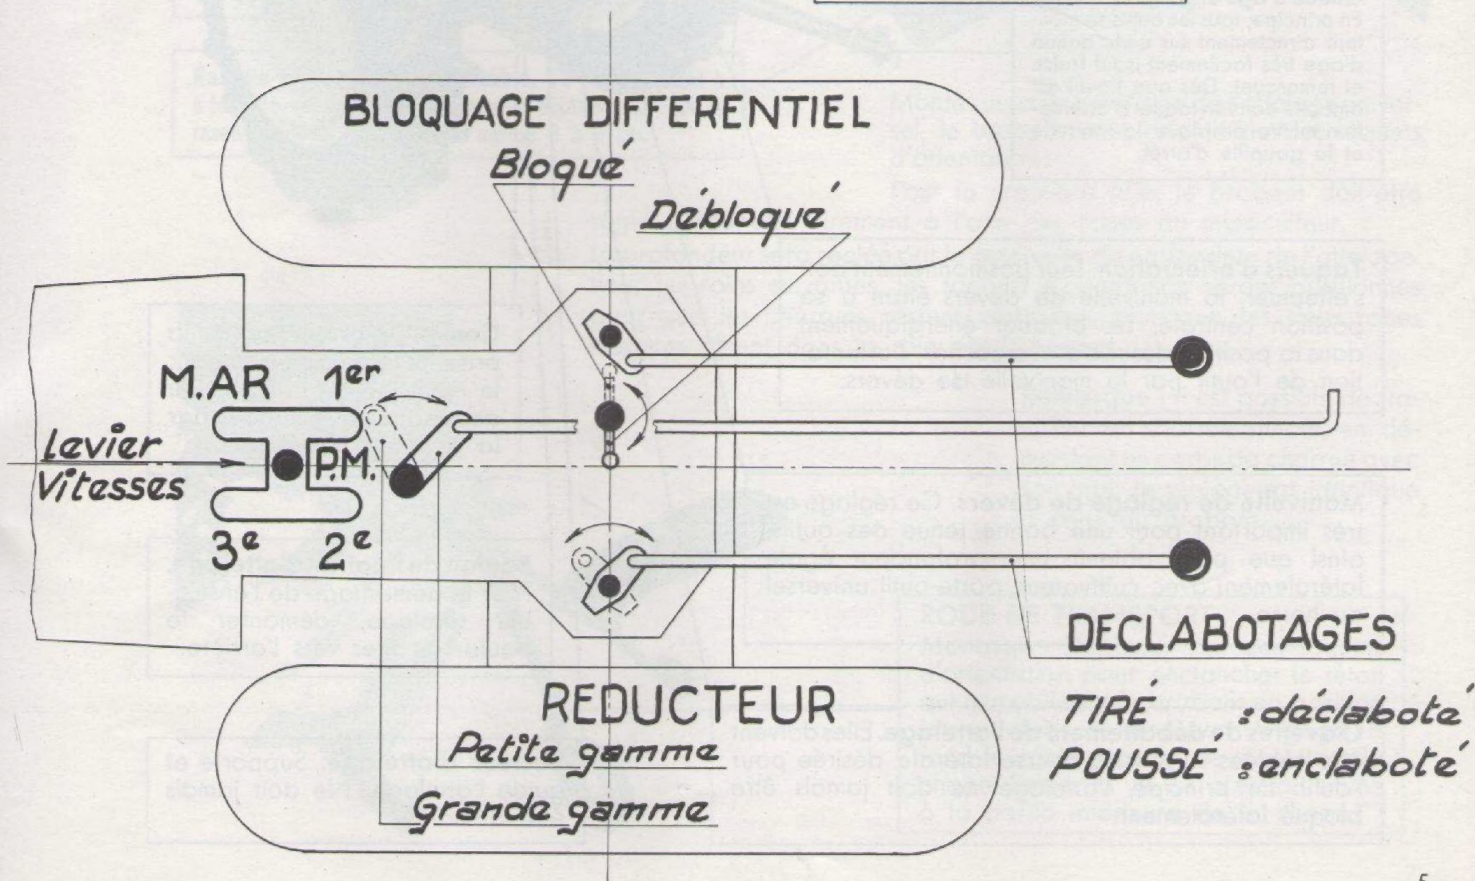 BLOQUAGE DIFFERENTIEL
Bloqué
Débloqué
M.AR 1er
Levier
Vitesses
P.M.
3e 2e
DECLABOTAGES
REDUCTEUR
Petite gamme
Grande gamme
TIRÉ : déclaboté
POUSSE : enclaboté
5